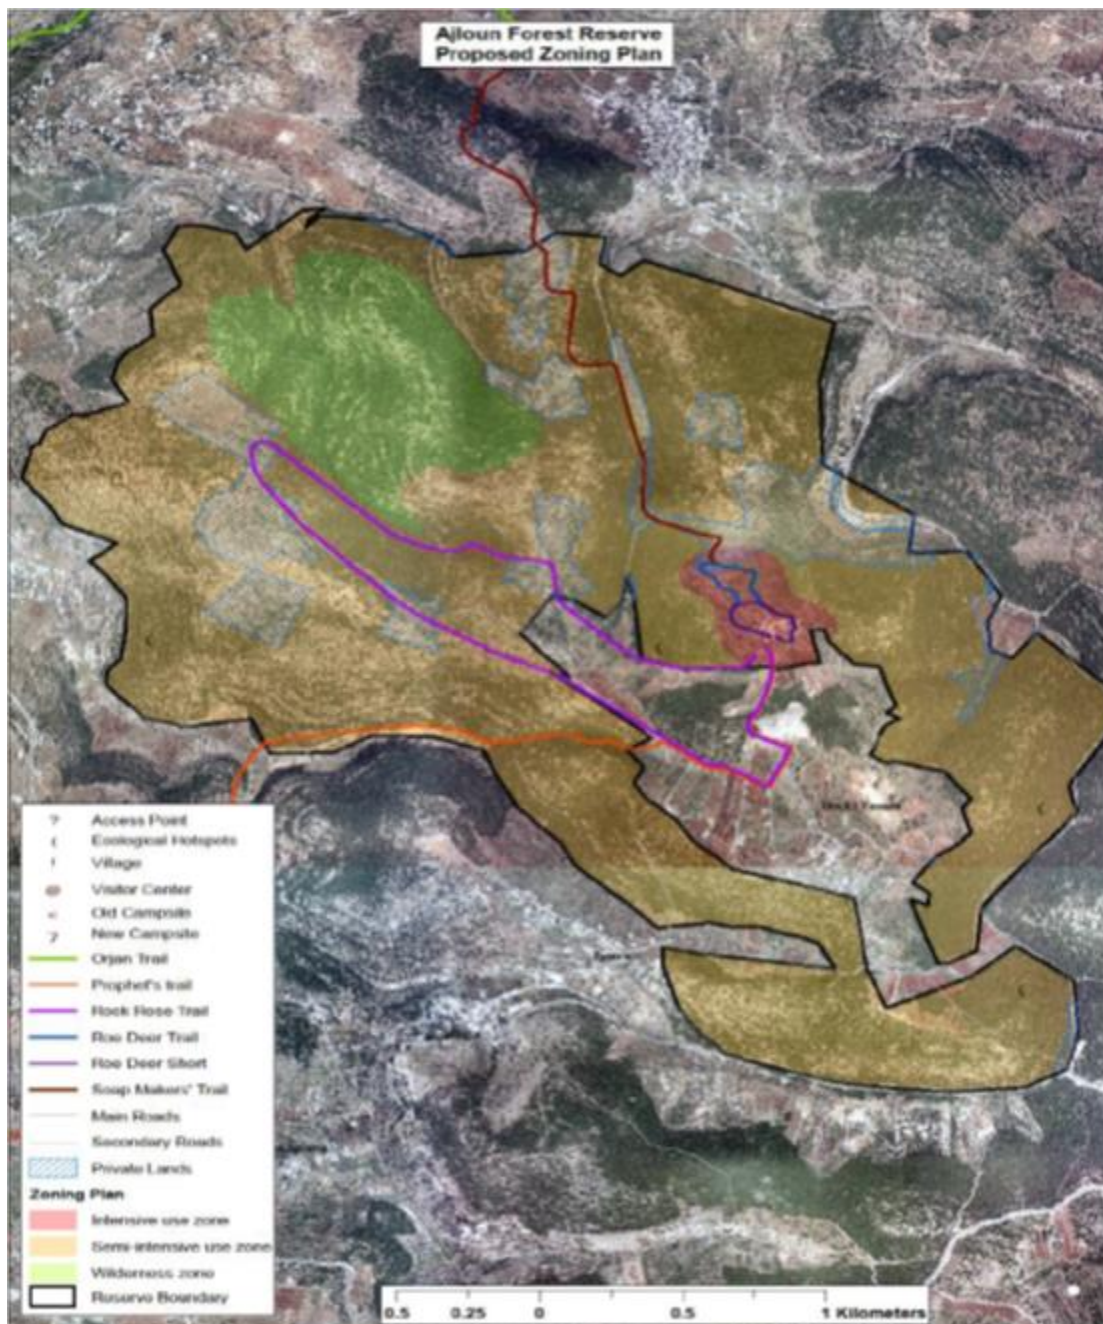 Ajloun Forest Reserve
Proposed Zoning Plan
? Access Point
( Ecological Hotspots
! Village
Visitor Center
Old Campsite
? New Campsite
Orjan Trail
Prophet's trail
Rock Rose Trail
Roe Deer Trail
Roe Deer Short
Soap Makers' Trail
Main Roads
Secondary Roads
Private Lands
Zoning Plan
Intensive use zone
Semi-intensive use zone
Wilderness zone
Reserve Boundary
0.5 0.25 0 0.5 1 Kilometers